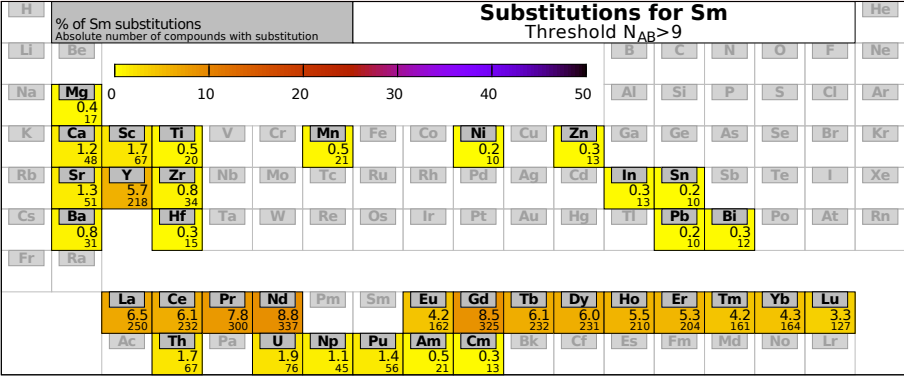 H He
% of Sm substitutions
Absolute number of compounds with substitution
Substitutions for Sm
Threshold N_AB>9
Li Be B C N O F Ne
0 10 20 30 40 50
Na Mg Al Si P S Cl Ar
0.4
17
K Ca Sc Ti V Cr Mn Fe Co Ni Cu Zn Ga Ge As Se Br Kr
1.2 1.7 0.5 0.5 0.2 0.3
48 67 20 21 10 13
Rb Sr Y Zr Nb Mo Tc Ru Rh Pd Ag Cd In Sn Sb Te I Xe
1.3 5.7 0.8 0.3 0.2
51 218 34 13 10
Cs Ba Hf Ta W Re Os Ir Pt Au Hg Tl Pb Bi Po At Rn
0.8 0.3 0.2 0.3
31 15 10 12
Fr Ra
La Ce Pr Nd Pm Sm Eu Gd Tb Dy Ho Er Tm Yb Lu
6.5 6.1 7.8 8.8 4.2 8.5 6.1 6.0 5.5 5.3 4.2 4.3 3.3
250 232 300 337 162 325 232 231 210 204 161 164 127
Ac Th Pa U Np Pu Am Cm Bk Cf Es Fm Md No Lr
1.7 1.9 1.1 1.4 0.5 0.3
67 76 45 56 21 13